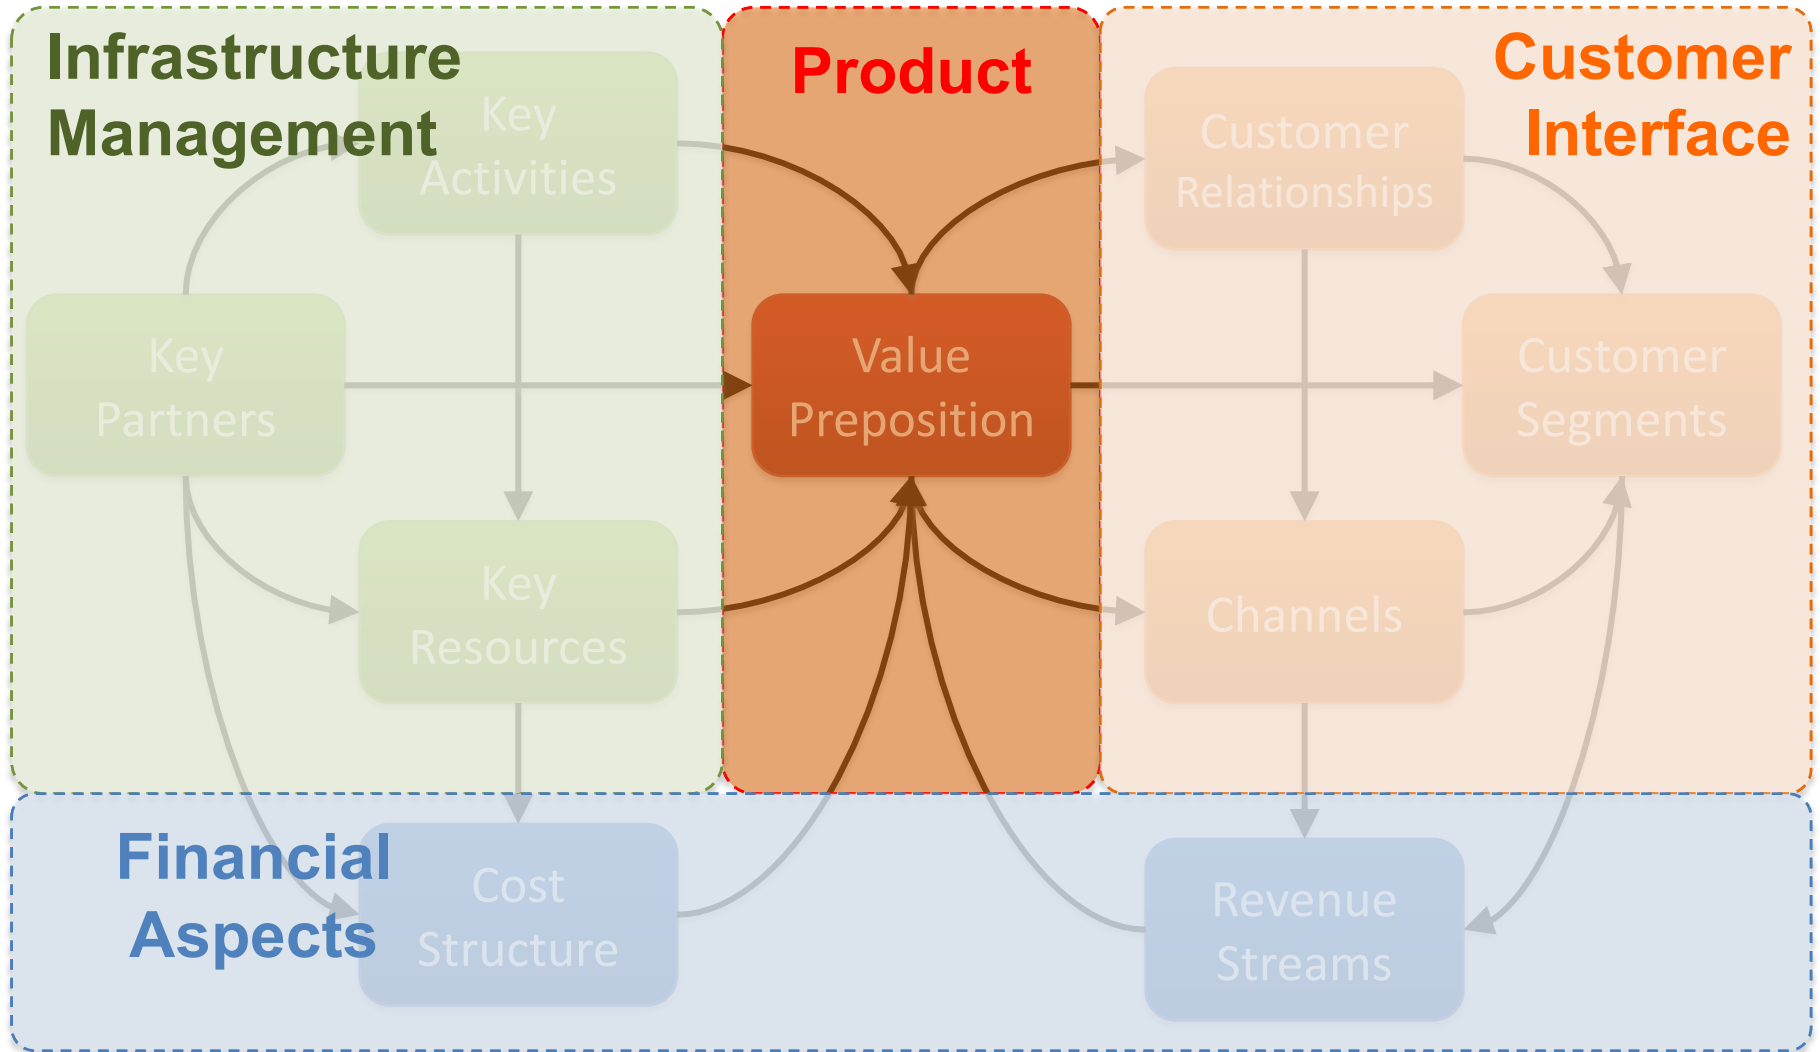 Infrastructure
Management
Product
Customer
Interface
Key
Activities
Customer
Relationships
Key
Partners
Value
Preposition
Customer
Segments
Key
Resources
Channels
Financial
Aspects
Cost
Structure
Revenue
Streams